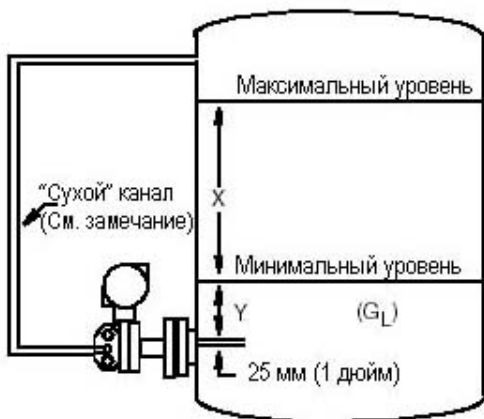 Максимальный уровень
X
"Сухой" канал
(См. замечание)
Минимальный уровень
Y
(GL)
25 мм (1 дюйм)